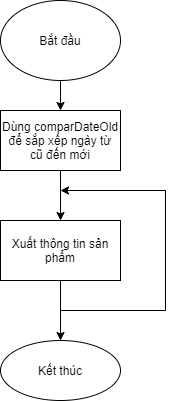 Bắt đầu
Dùng comparDateOld
để sắp xếp ngày từ
cũ đến mới
Xuất thông tin sản
phẩm
Kết thúc